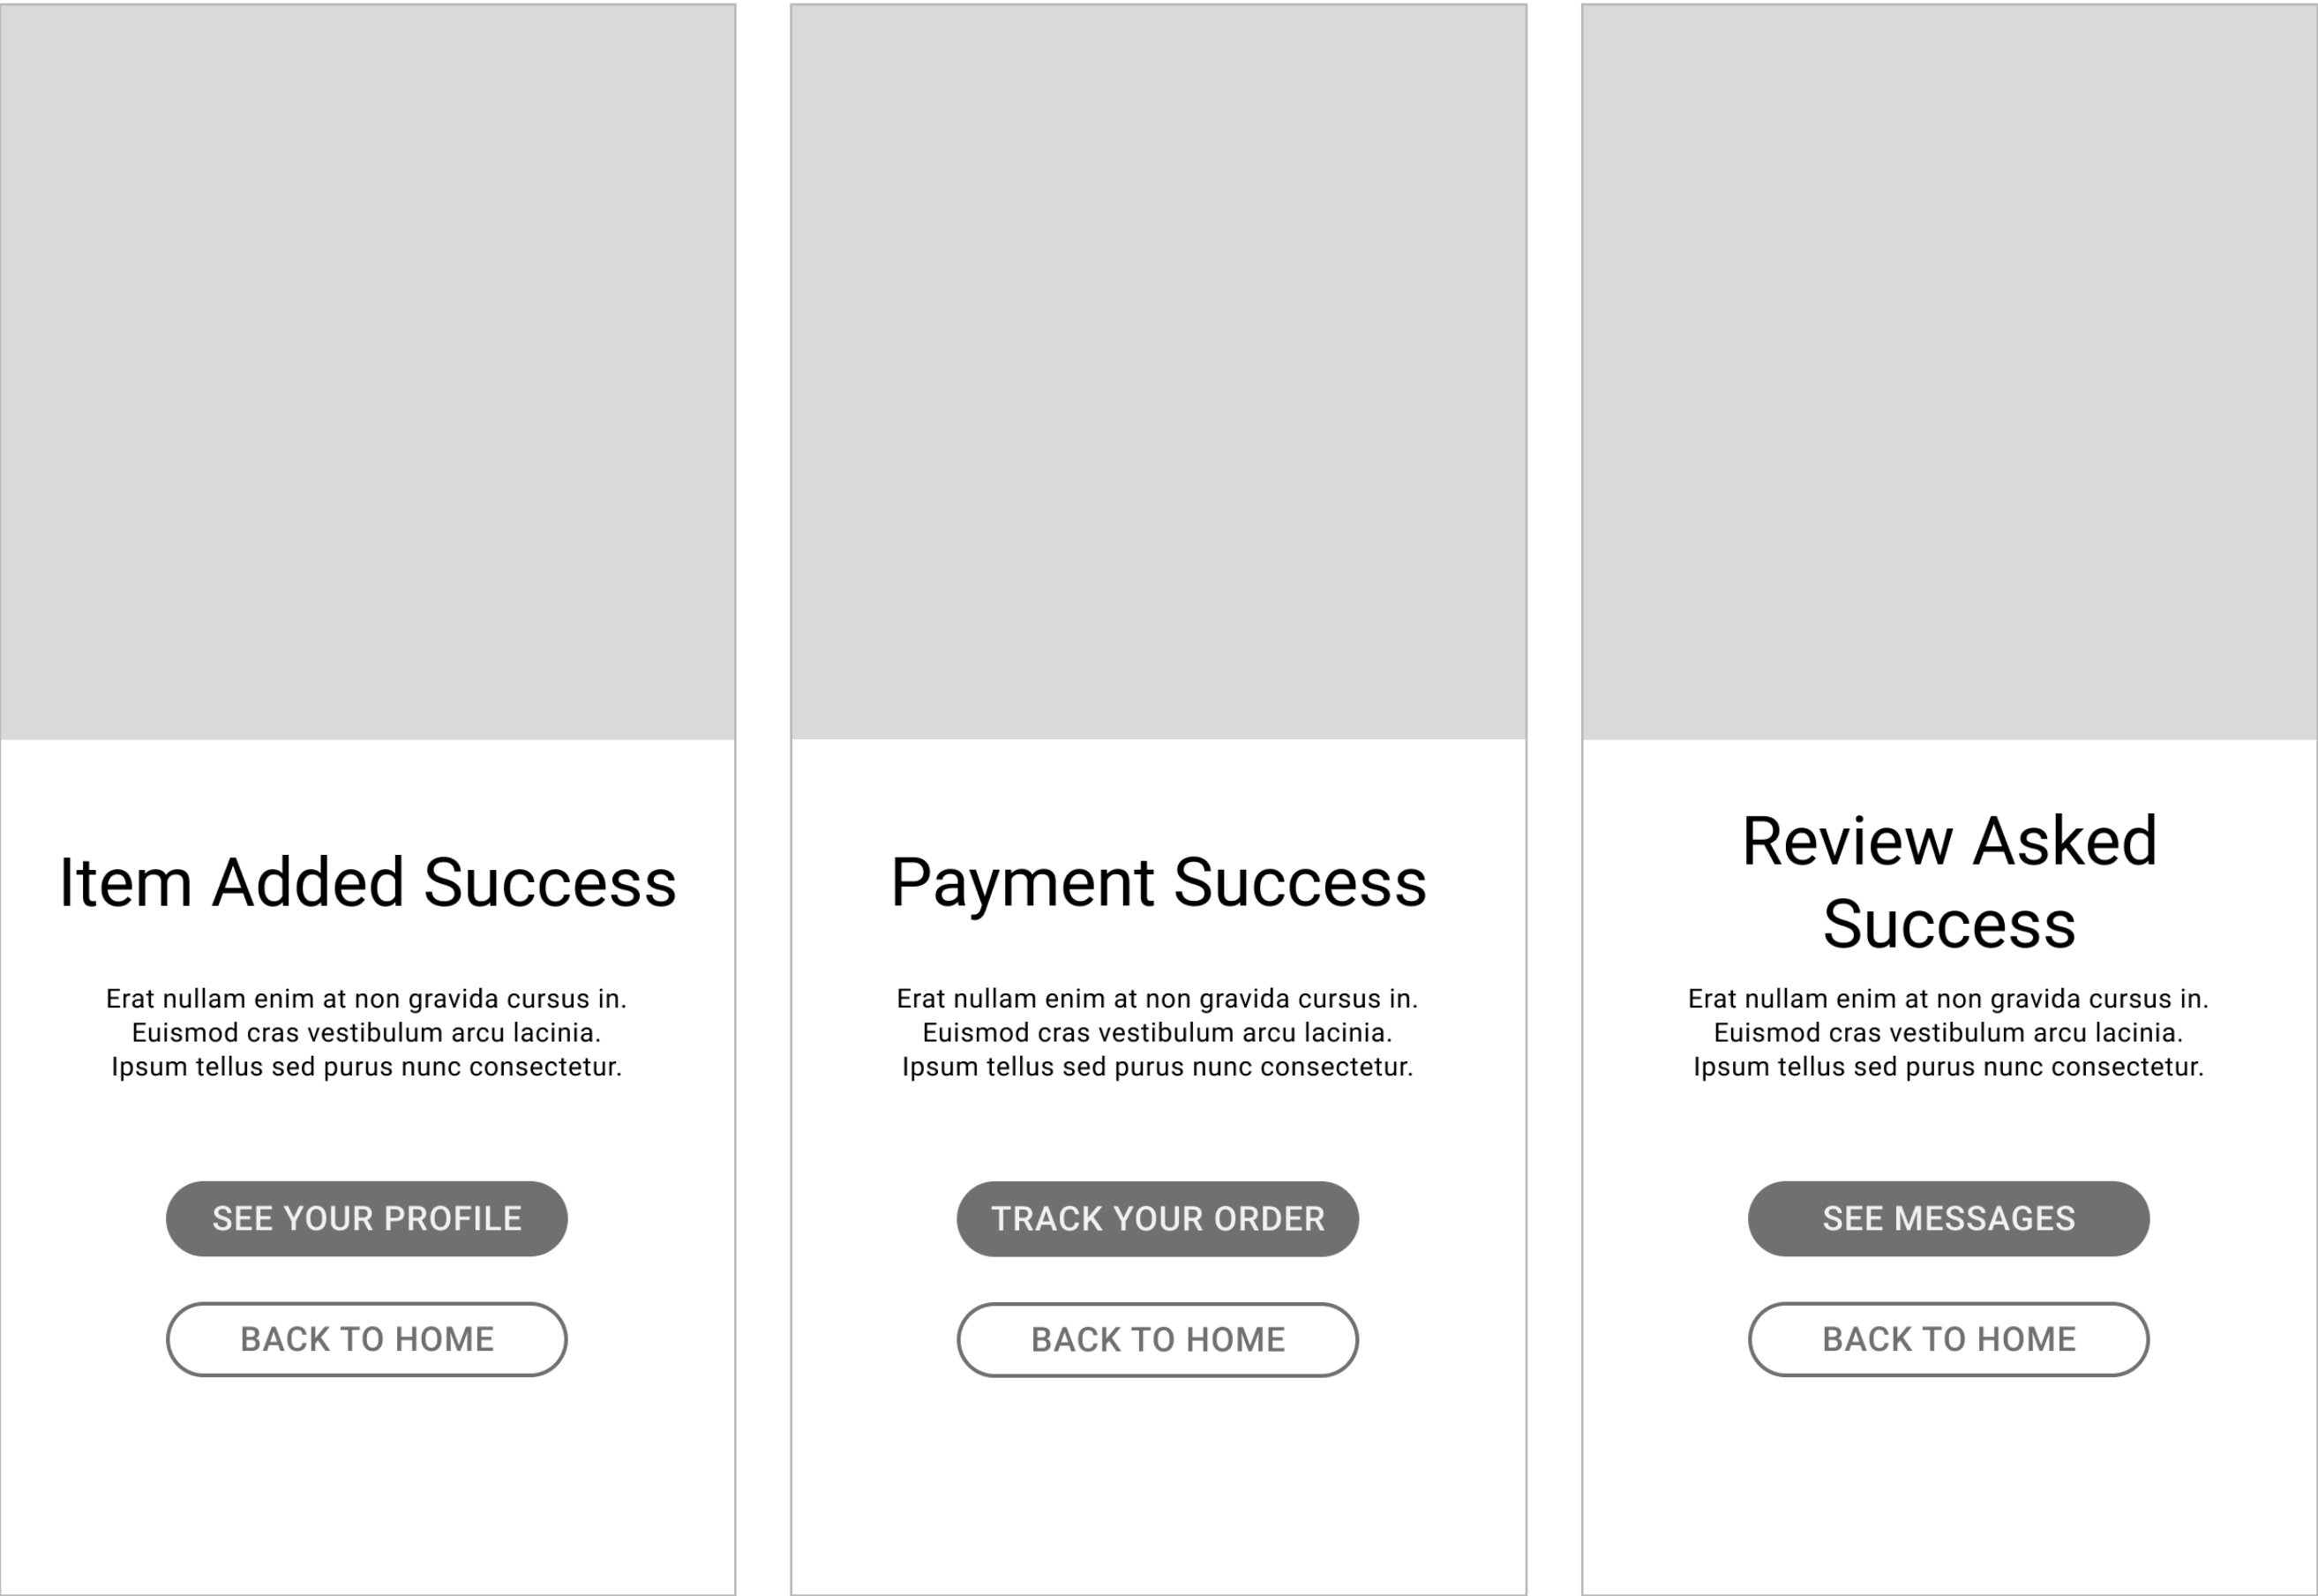 Item Added Success
Erat nullam enim at non gravida cursus in.
Euismod cras vestibulum arcu lacinia.
Ipsum tellus sed purus nunc consectetur.
SEE YOUR PROFILE
BACK TO HOME
Payment Success
Erat nullam enim at non gravida cursus in.
Euismod cras vestibulum arcu lacinia.
Ipsum tellus sed purus nunc consectetur.
TRACK YOUR ORDER
BACK TO HOME
Review Asked
Success
Erat nullam enim at non gravida cursus in.
Euismod cras vestibulum arcu lacinia.
Ipsum tellus sed purus nunc consectetur.
SEE MESSAGES
BACK TO HOME